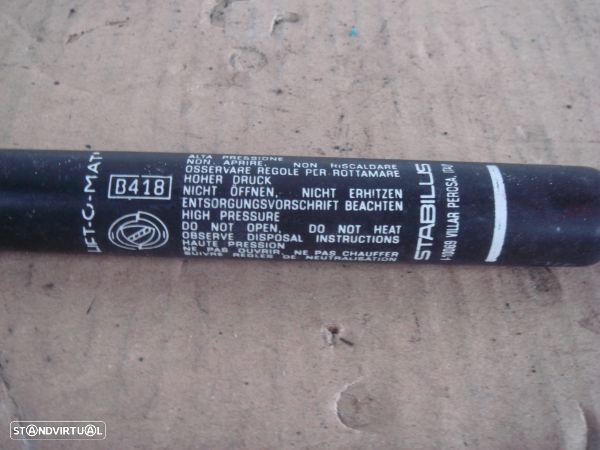 LIFT-O-MAT
B418
ALTA PRESSIONE
NON. APRIRE. NON RISCALDARE
OSSERVARE REGOLE PER ROTTAMARE
HOHER DRUCK
NICHT ÖFFNEN. NICHT ERHITZEN
ENTSORGUNGSVORSCHRIFT BEACHTEN
HIGH PRESSURE
DO NOT OPEN. DO NOT HEAT
OBSERVE DISPOSAL INSTRUCTIONS
HAUTE PRESSION
NE PAS OUVRIR. NE PAS CHAUFFER
SUIVRE REGLES DE NEUTRALISATION
STABILUS
I-10069 VILLAR PEROSA (TO)
STANDVIRTUAL